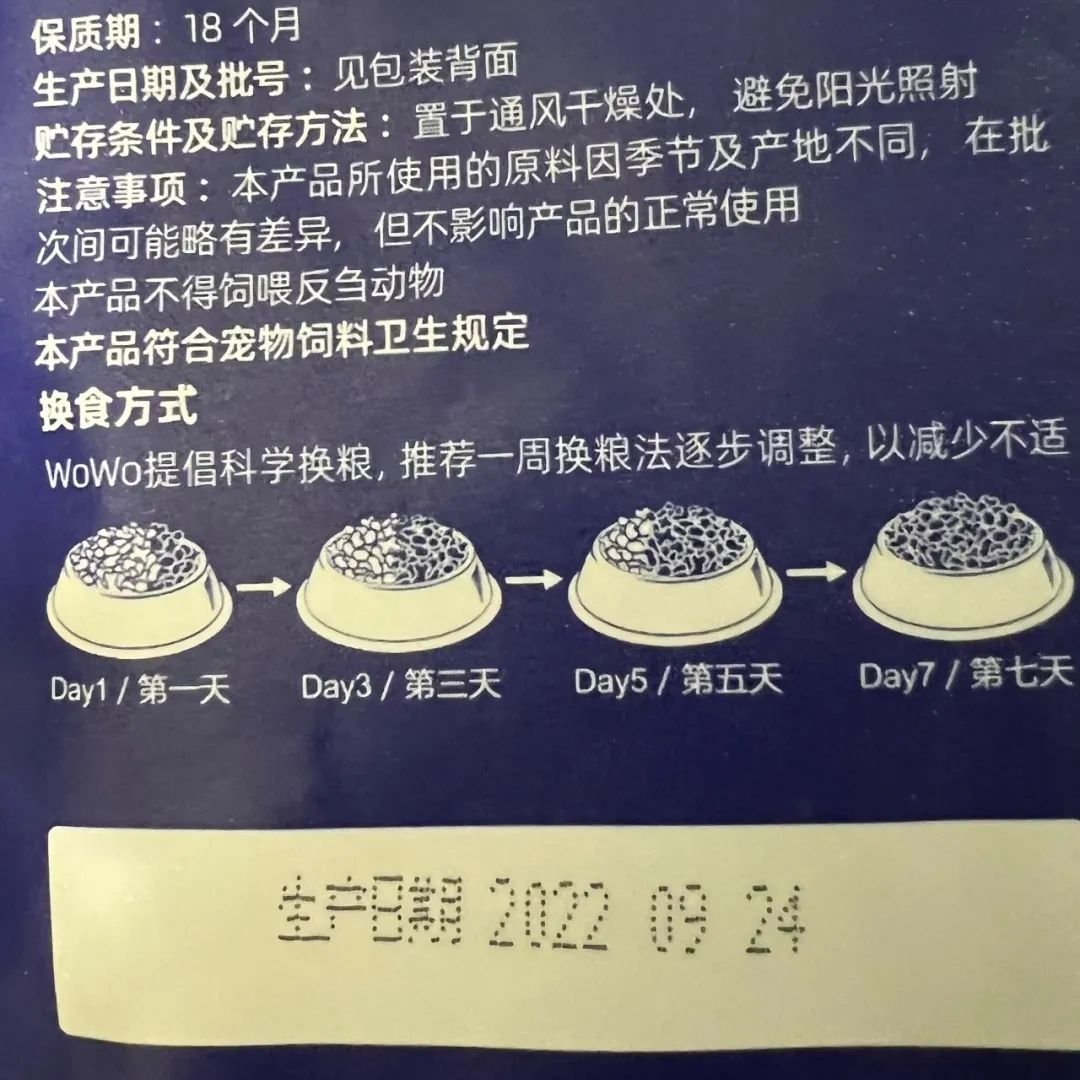 保质期：18个月
生产日期及批号：见包装背面
贮存条件及贮存方法：置于通风干燥处，避免阳光照射
注意事项：本产品所使用的原料因季节及产地不同，在批
次间可能略有差异，但不影响产品的正常使用
本产品不得饲喂反刍动物
本产品符合宠物饲料卫生规定
换食方式
WoWo提倡科学换粮，推荐一周换粮法逐步调整，以减少不适
Day1 / 第一天 Day3 / 第三天 Day5 / 第五天 Day7 / 第七天
生产日期 2022 09 24